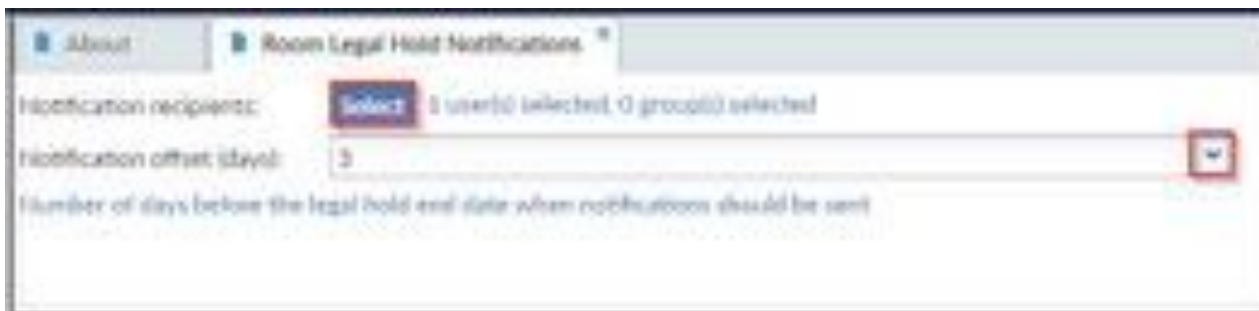 About
Room Legal Hold Notifications
Notification recipients: Select 1 user(s) selected, 0 group(s) selected
Notification offset (days): 3
Number of days before the legal hold end date when notifications should be sent